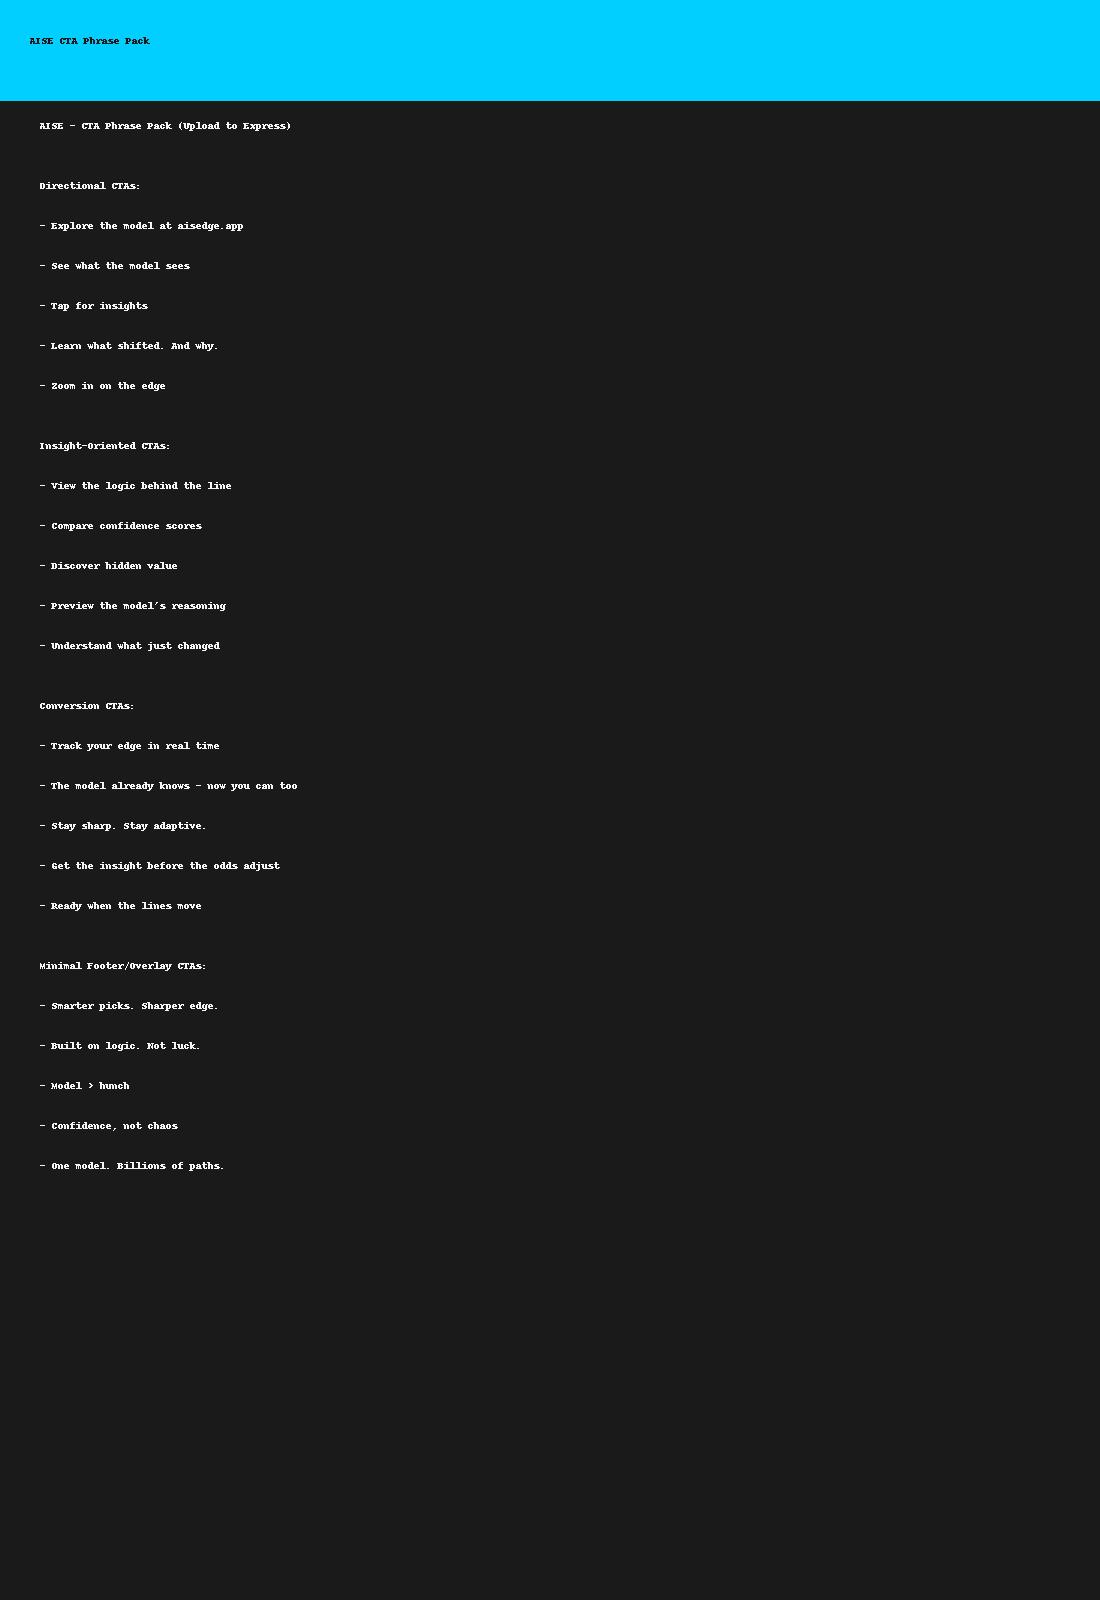 AISE CTA Phrase Pack
AISE – CTA Phrase Pack (Upload to Express)
Directional CTAs:
– Explore the model at aisedge.app
– See what the model sees
– Tap for insights
– Learn what shifted. And why.
– Zoom in on the edge
Insight-Oriented CTAs:
– View the logic behind the line
– Compare confidence scores
– Discover hidden value
– Preview the model's reasoning
– Understand what just changed
Conversion CTAs:
– Track your edge in real time
– The model already knows – now you can too
– Stay sharp. Stay adaptive.
– Get the insight before the odds adjust
– Ready when the lines move
Minimal Footer/Overlay CTAs:
– Smarter picks. Sharper edge.
– Built on logic. Not luck.
– Model > hunch
– Confidence, not chaos
– One model. Billions of paths.